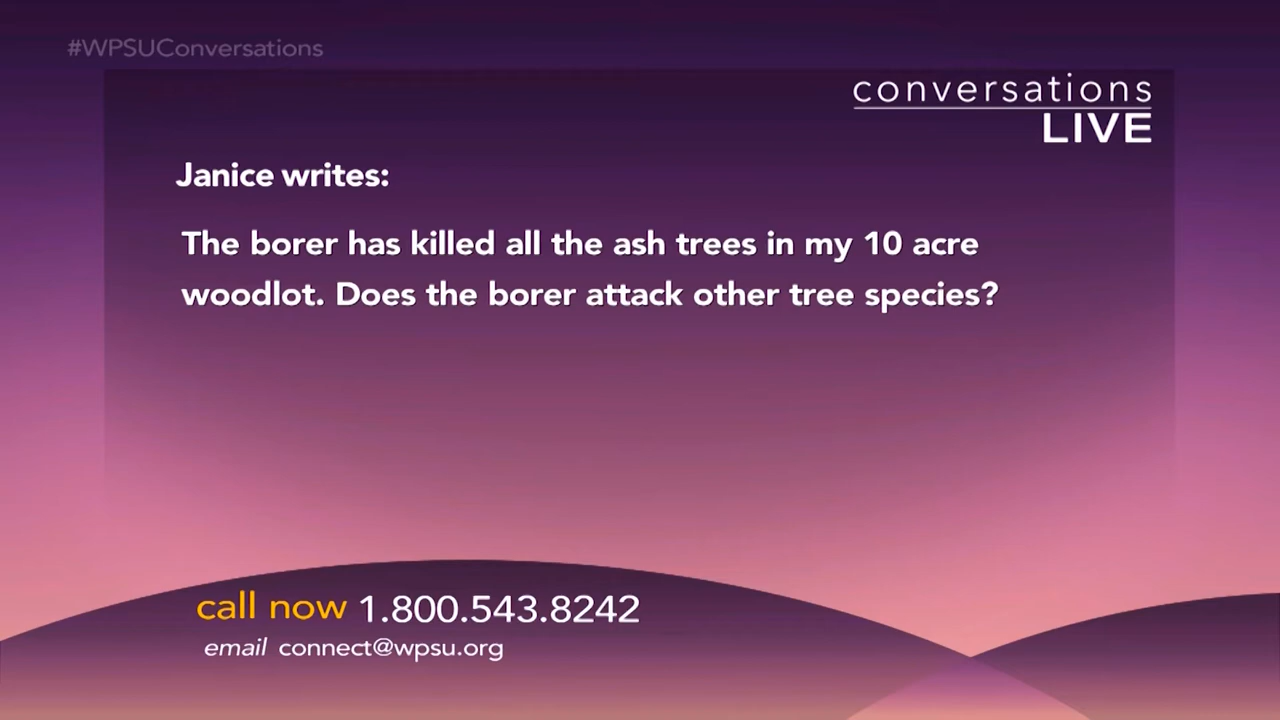 #WPSUConversations
conversations
LIVE
Janice writes:
The borer has killed all the ash trees in my 10 acre
woodlot. Does the borer attack other tree species?
call now 1.800.543.8242
email connect@wpsu.org